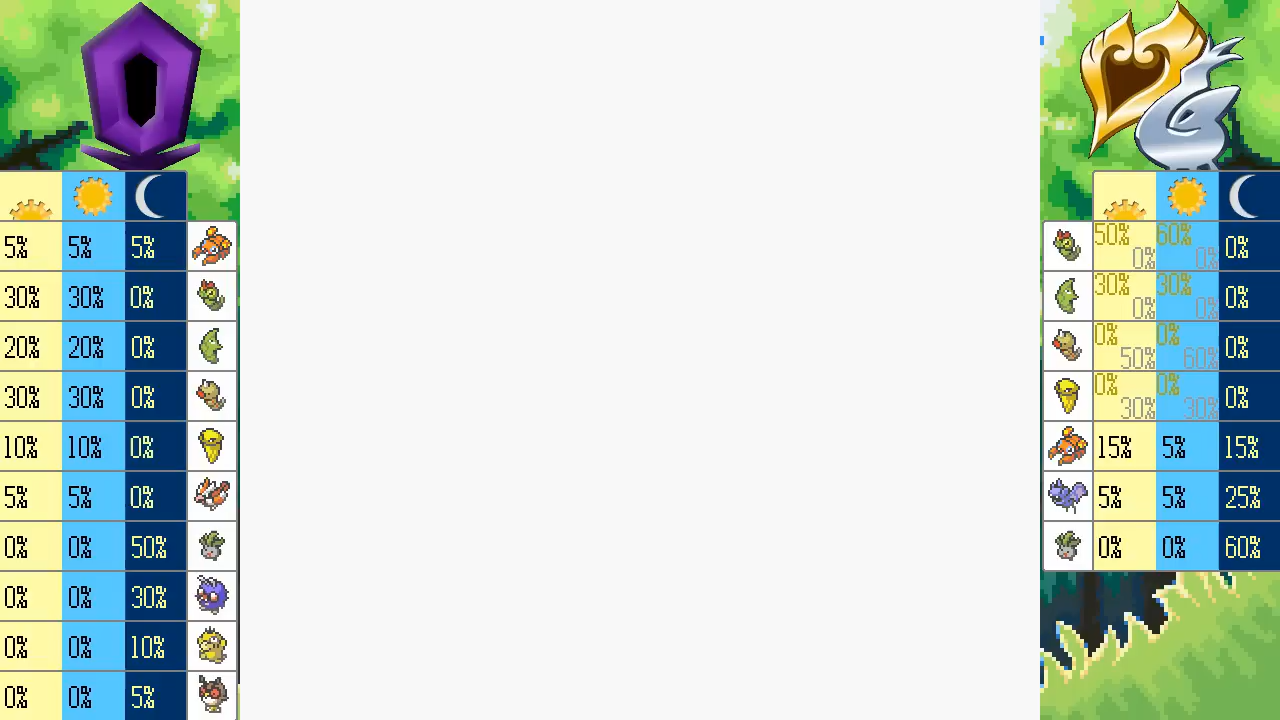 5% 5% 5%
30% 30% 0%
20% 20% 0%
30% 30% 0%
10% 10% 0%
5% 5% 0%
0% 0% 50%
0% 0% 30%
0% 0% 10%
0% 0% 5%
50% 60%
0% 0% 0%
30% 30%
0% 0% 0%
0% 0%
50% 60% 0%
0% 0%
30% 30% 0%
15% 5% 15%
5% 5% 25%
0% 0% 60%